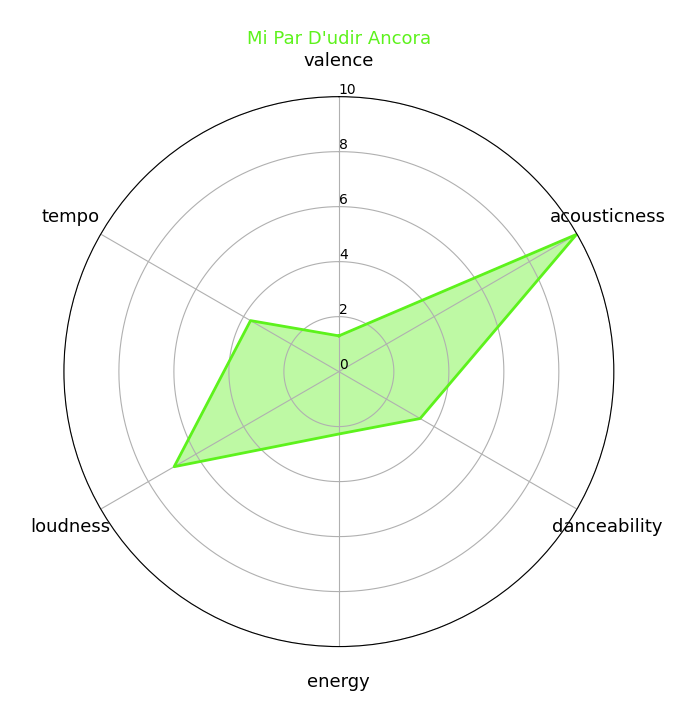 Mi Par D'udir Ancora
valence
10
8
6
4
2
0
tempo
acousticness
loudness
danceability
energy